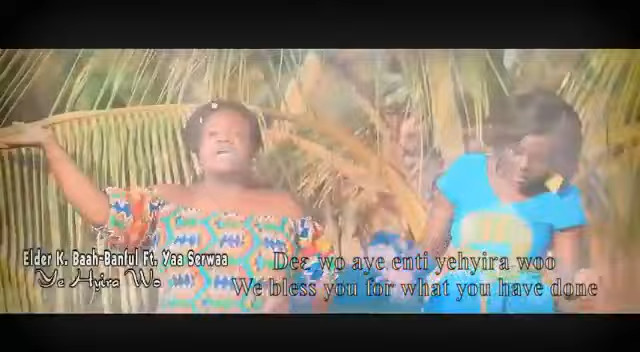 Elder K. Baah-Banful Ft. Yaa Serwaa
Ye Hyira Wo
Deɛ wo aye enti yehyira woo
We bless you for what you have done